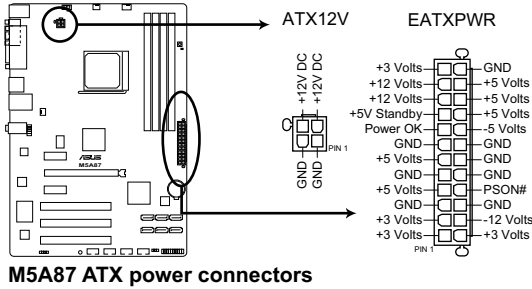 ATX12V
EATXPWR
+12V DC
+12V DC
GND
GND
PIN 1
+3 Volts
GND
+12 Volts
+5 Volts
+12 Volts
+5 Volts
+5V Standby
+5 Volts
Power OK
-5 Volts
GND
GND
+5 Volts
GND
GND
GND
+5 Volts
PSON#
GND
GND
+3 Volts
-12 Volts
+3 Volts
+3 Volts
PIN 1
ASUS
M5A87
M5A87 ATX power connectors